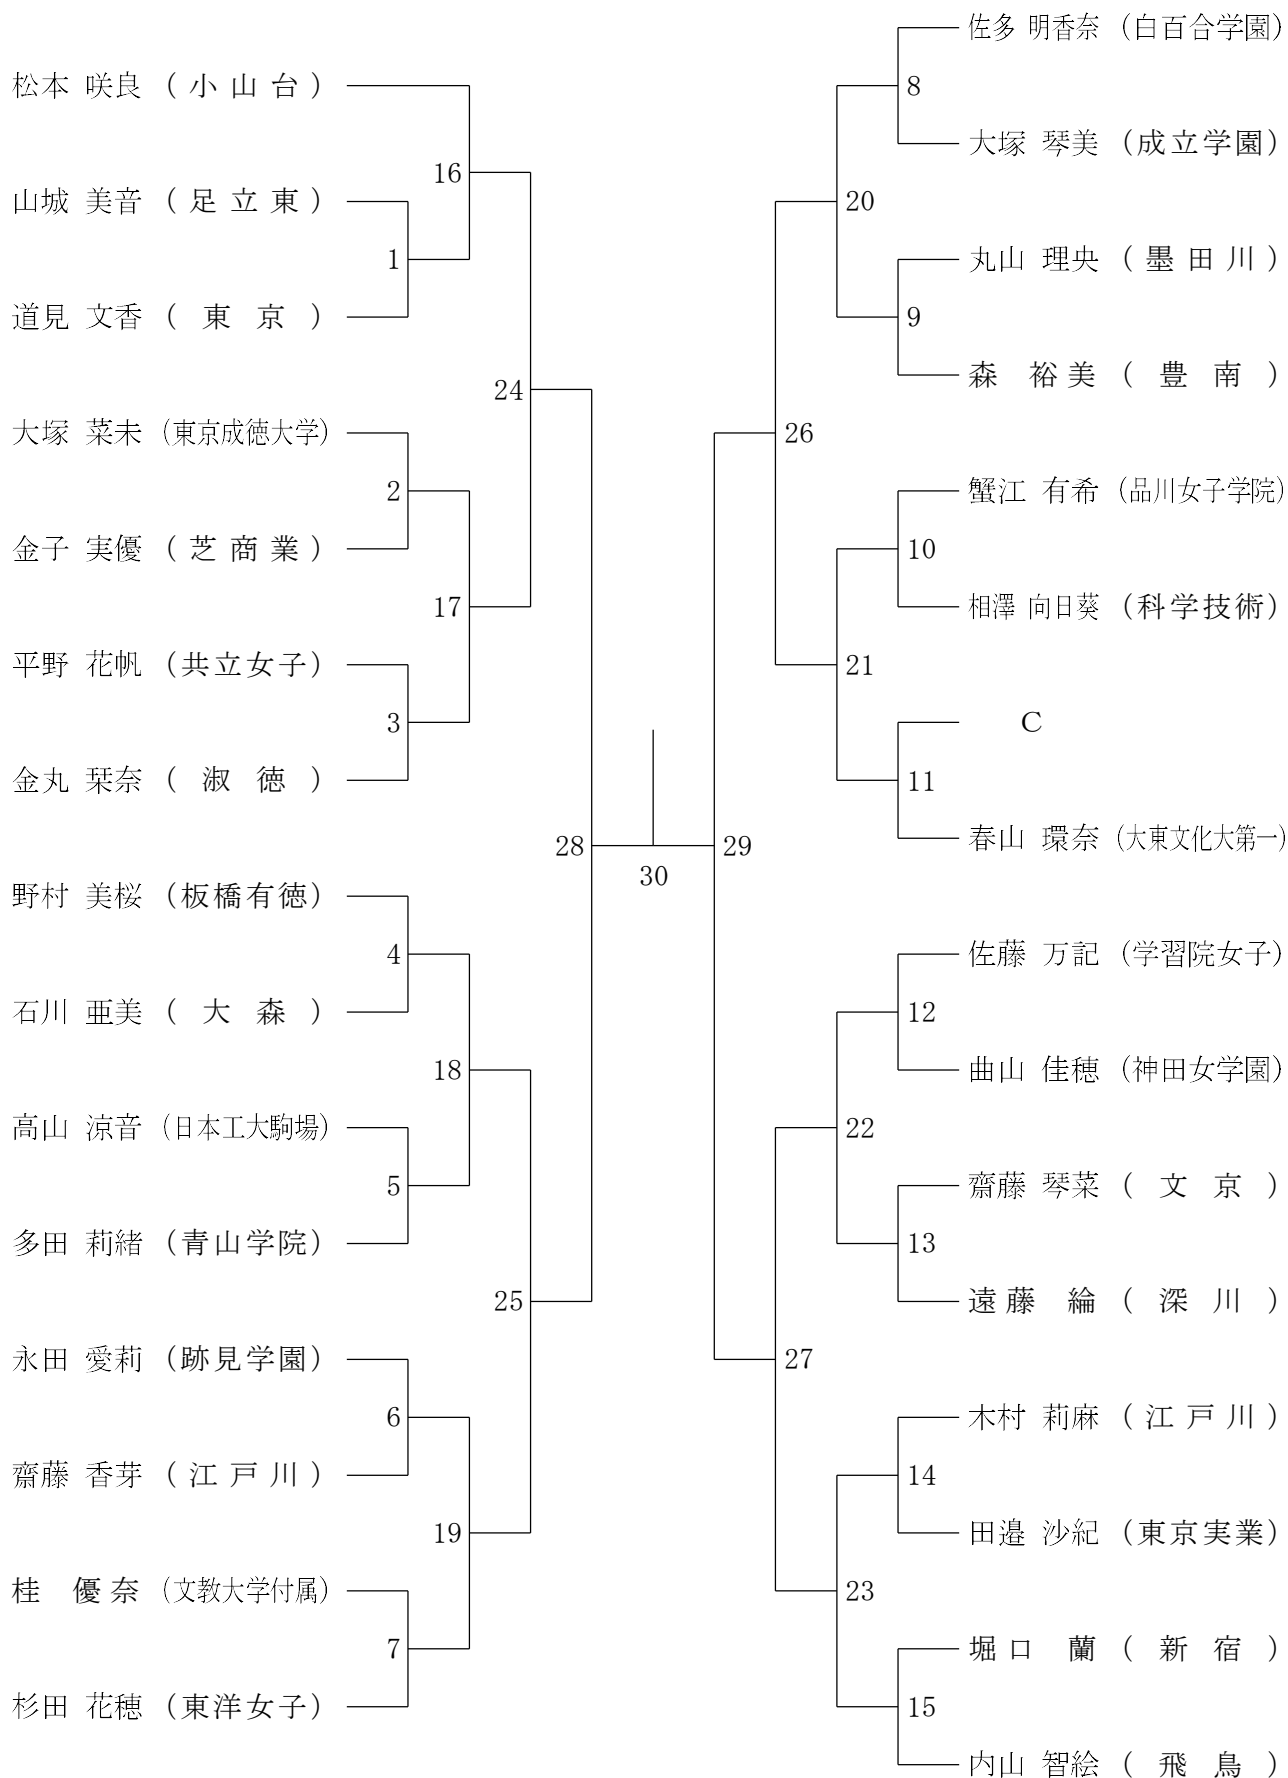 松本 咲良 (小山台)
16
山城 美音 (足立東)
1
道見 文香 (東京)
24
大塚 菜未 (東京成徳大学)
2
金子 実優 (芝商業)
17
平野 花帆 (共立女子)
3
金丸 栞奈 (淑徳)
28
野村 美桜 (板橋有徳)
4
石川 亜美 (大森)
18
高山 涼音 (日本工大駒場)
5
多田 莉緒 (青山学院)
25
永田 愛莉 (跡見学園)
6
齋藤 香芽 (江戸川)
19
桂 優奈 (文教大学付属)
7
杉田 花穂 (東洋女子)
30
佐多 明香奈 (白百合学園)
8
大塚 琴美 (成立学園)
20
丸山 理央 (墨田川)
9
森 裕美 (豊南)
26
蟹江 有希 (品川女子学院)
10
相澤 向日葵 (科学技術)
21
C
11
春山 環奈 (大東文化大第一)
29
佐藤 万記 (学習院女子)
12
曲山 佳穂 (神田女学園)
22
齋藤 琴菜 (文京)
13
遠藤 綸 (深川)
27
木村 莉麻 (江戸川)
14
田邉 沙紀 (東京実業)
23
堀口 蘭 (新宿)
15
内山 智絵 (飛鳥)